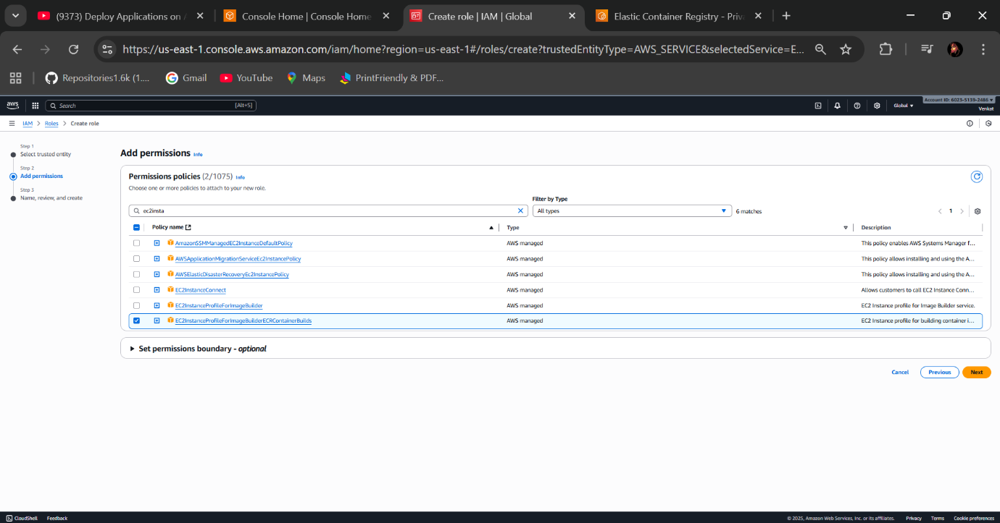 (9373) Deploy Applications on
Console Home | Console Home
Create role | IAM | Global
Elastic Container Registry - Priva
https://us-east-1.console.aws.amazon.com/iam/home?region=us-east-1#/roles/create?trustedEntityType=AWS_SERVICE&selectedService=E...
Repositories1.6k (1....
Gmail
YouTube
Maps
PrintFriendly & PDF...
aws
Search
[Alt+S]
Global
Account ID: 6023-5139-2486
Venkat
IAM > Roles > Create role
Step 1
Select trusted entity
Step 2
Add permissions
Step 3
Name, review, and create
Add permissions Info
Permissions policies (2/1075) Info
Choose one or more policies to attach to your new role.
Filter by Type
ec2insta
All types
6 matches
1
Policy name Type Description
AmazonSSMManagedEC2InstanceDefaultPolicy AWS managed This policy enables AWS Systems Manager f...
AWSApplicationMigrationServiceEc2InstancePolicy AWS managed This policy allows installing and using the A...
AWSElasticDisasterRecoveryEc2InstancePolicy AWS managed This policy allows installing and using the A...
EC2InstanceConnect AWS managed Allows customers to call EC2 Instance Conn...
EC2InstanceProfileForImageBuilder AWS managed EC2 Instance profile for Image Builder service.
EC2InstanceProfileForImageBuilderECRContainerBuilds AWS managed EC2 Instance profile for building container i...
Set permissions boundary - optional
Cancel
Previous
Next
CloudShell
Feedback
© 2025, Amazon Web Services, Inc. or its affiliates.
Privacy
Terms
Cookie preferences